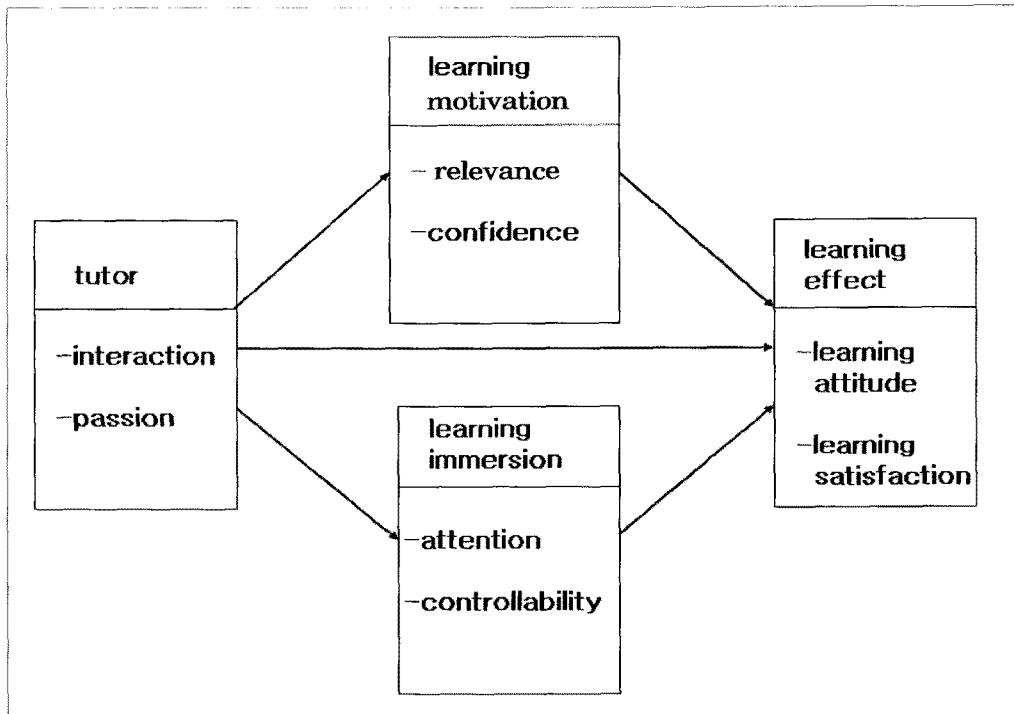 learning
motivation
- relevance
-confidence
tutor
-interaction
-passion
learning
immersion
-attention
-controllability
learning
effect
-learning
attitude
-learning
satisfaction